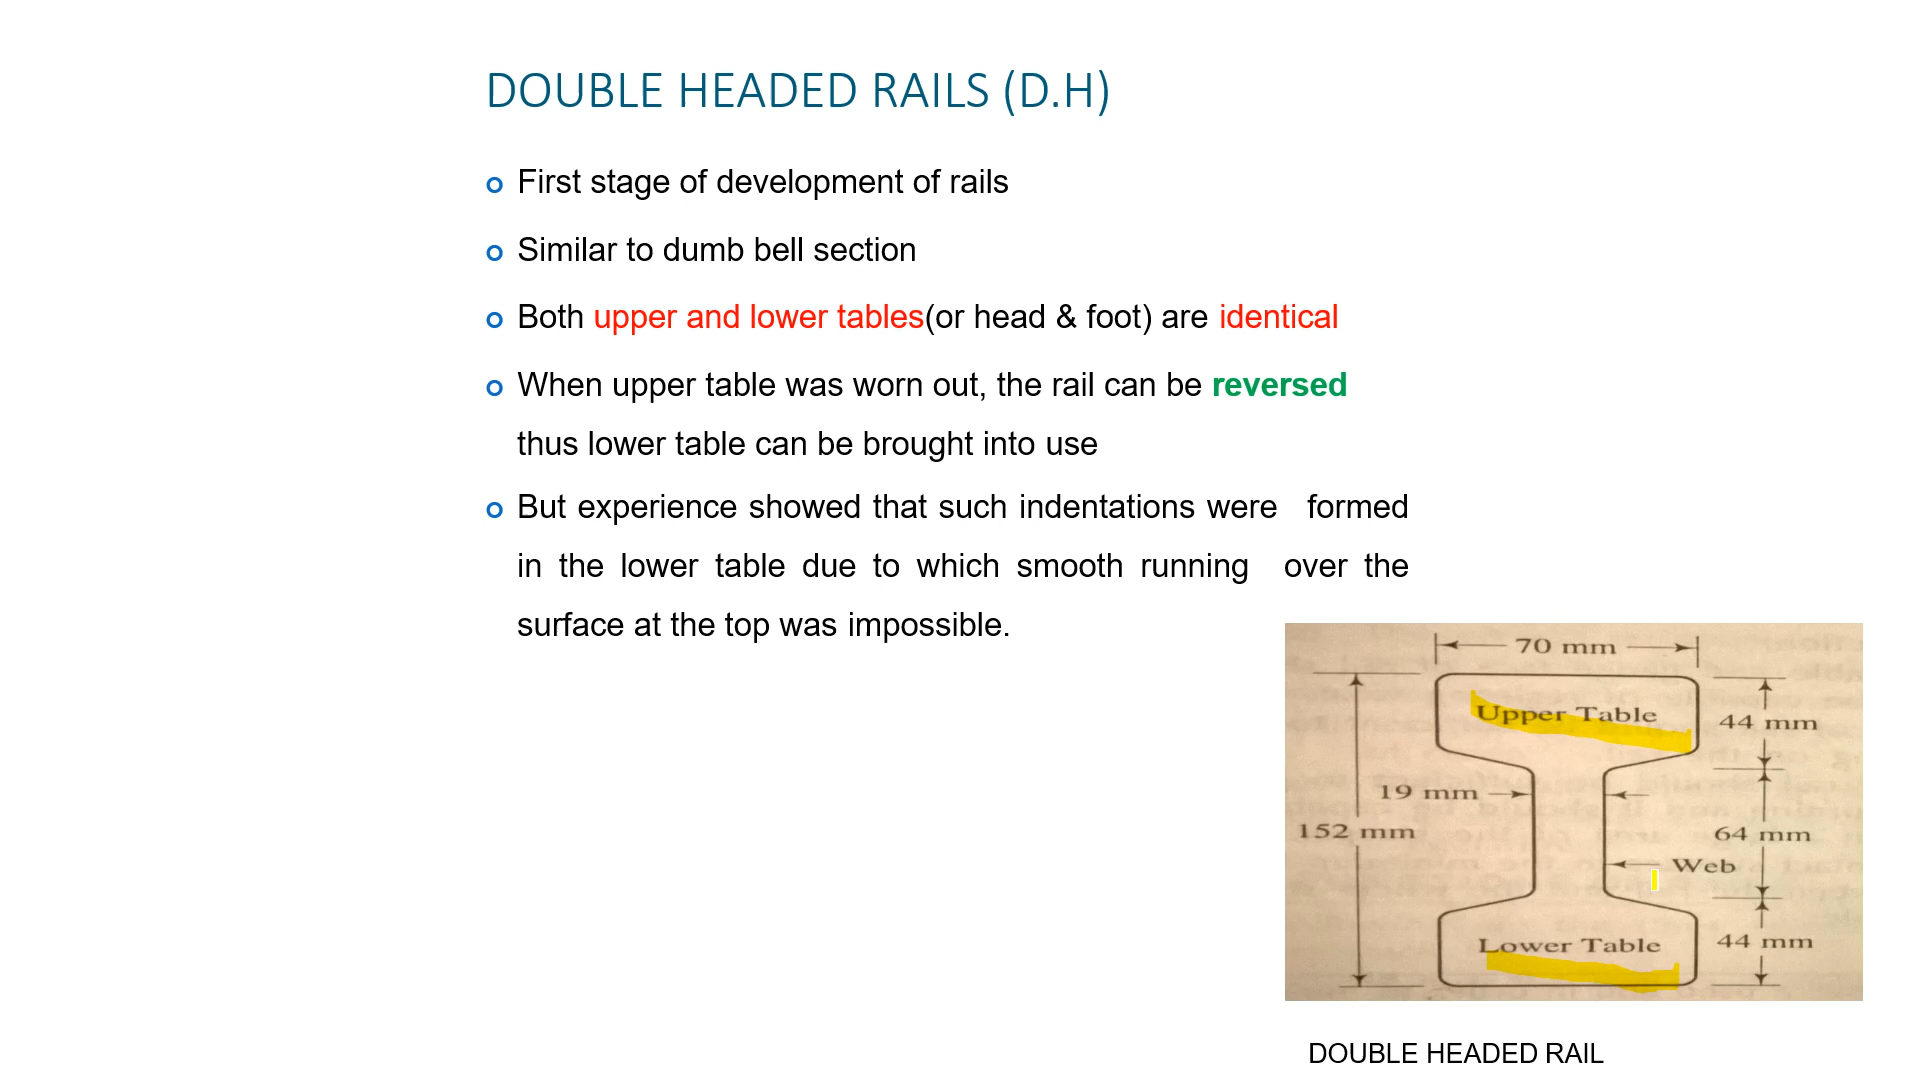 DOUBLE HEADED RAILS (D.H)
First stage of development of rails
Similar to dumb bell section
Both upper and lower tables(or head & foot) are identical
When upper table was worn out, the rail can be reversed
thus lower table can be brought into use
But experience showed that such indentations were formed
in the lower table due to which smooth running over the
surface at the top was impossible.
70 mm
Upper Table
44 mm
19 mm
152 mm
64 mm
Web
Lower Table
44 mm
DOUBLE HEADED RAIL